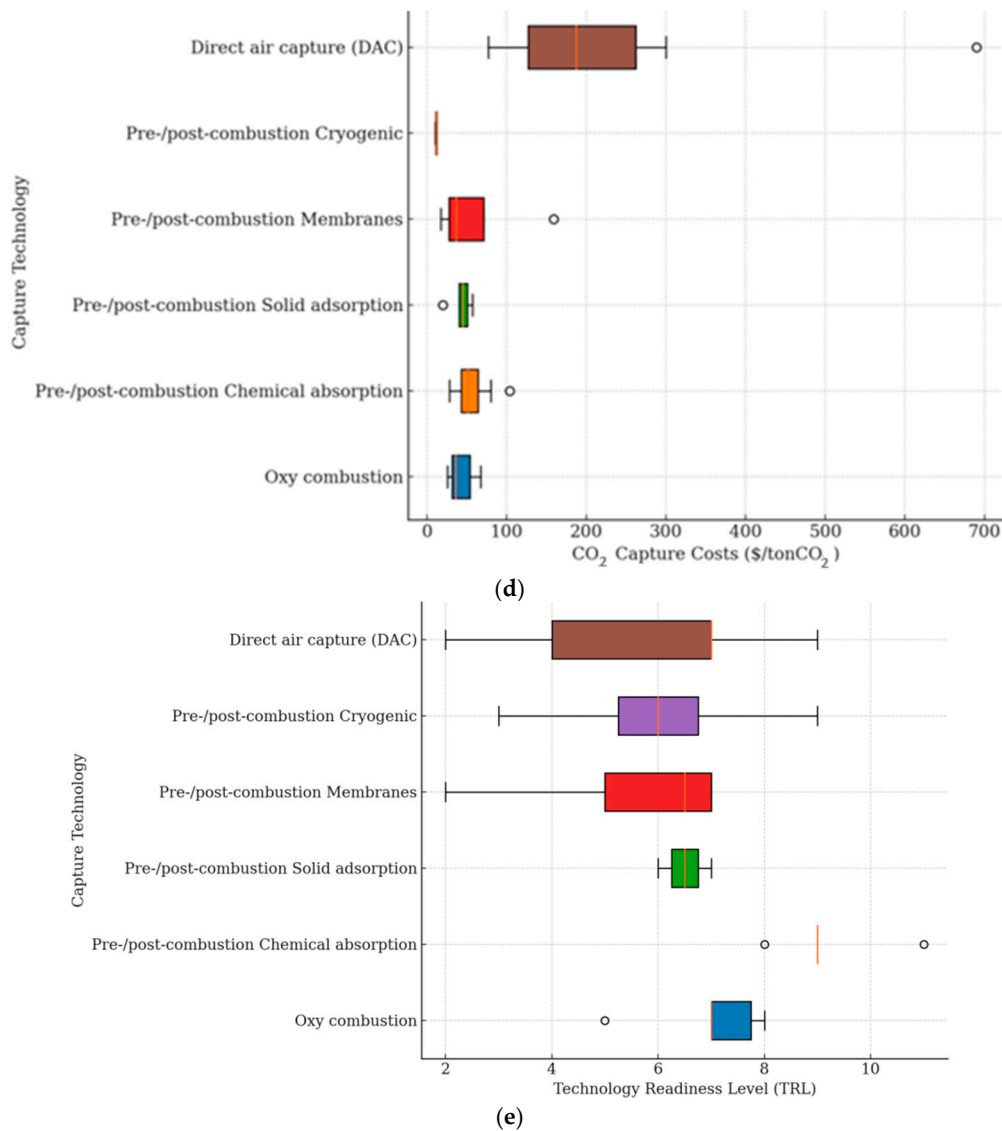 Direct air capture (DAC)
Pre-/post-combustion Cryogenic
Pre-/post-combustion Membranes
Pre-/post-combustion Solid adsorption
Pre-/post-combustion Chemical absorption
Oxy combustion
Capture Technology
0 100 200 300 400 500 600 700
CO₂ Capture Costs ($/tonCO₂)
(d)
Direct air capture (DAC)
Pre-/post-combustion Cryogenic
Pre-/post-combustion Membranes
Pre-/post-combustion Solid adsorption
Pre-/post-combustion Chemical absorption
Oxy combustion
Capture Technology
2 4 6 8 10
Technology Readiness Level (TRL)
(e)